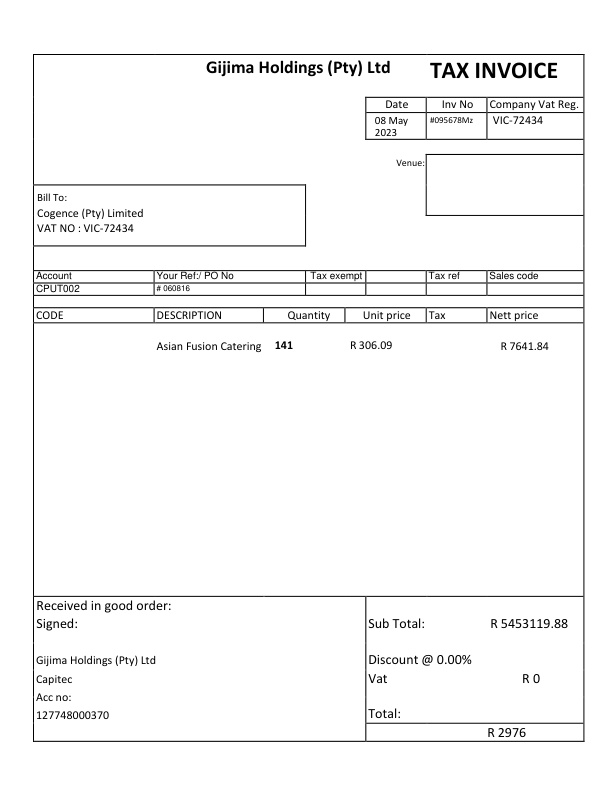 Gijima Holdings (Pty) Ltd TAX INVOICE
Date Inv No Company Vat Reg.
08 May 2023 #095678Mz VIC-72434
Venue:
Bill To:
Cogence (Pty) Limited
VAT NO : VIC-72434
Account Your Ref:/ PO No Tax exempt Tax ref Sales code
CPUT002 # 060816
CODE DESCRIPTION Quantity Unit price Tax Nett price
Asian Fusion Catering 141 R 306.09 R 7641.84
Received in good order:
Signed: Sub Total: R 5453119.88
Gijima Holdings (Pty) Ltd Discount @ 0.00%
Capitec Vat R 0
Acc no:
127748000370 Total:
R 2976